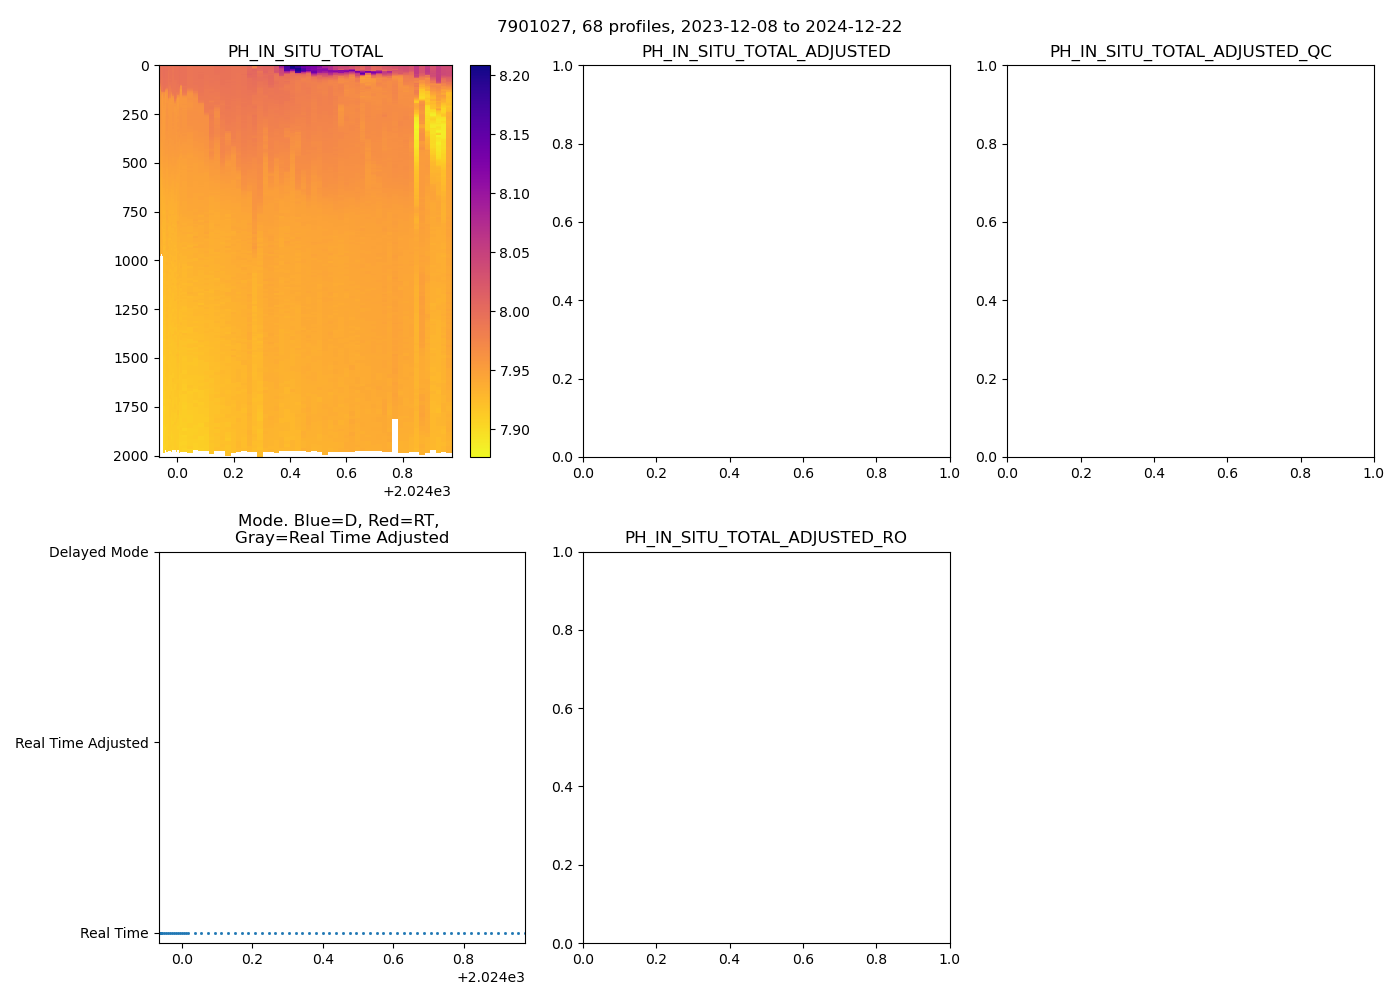 7901027, 68 profiles, 2023-12-08 to 2024-12-22
PH_IN_SITU_TOTAL
0
250
500
750
1000
1250
1500
1750
2000
0.0 0.2 0.4 0.6 0.8
+2.024e3
8.20
8.15
8.10
8.05
8.00
7.95
7.90
PH_IN_SITU_TOTAL_ADJUSTED
1.0
0.8
0.6
0.4
0.2
0.0
0.0 0.2 0.4 0.6 0.8 1.0
PH_IN_SITU_TOTAL_ADJUSTED_QC
1.0
0.8
0.6
0.4
0.2
0.0
0.0 0.2 0.4 0.6 0.8 1.0
Mode. Blue=D, Red=RT,
Gray=Real Time Adjusted
Delayed Mode
Real Time Adjusted
Real Time
0.0 0.2 0.4 0.6 0.8
+2.024e3
PH_IN_SITU_TOTAL_ADJUSTED_RO
1.0
0.8
0.6
0.4
0.2
0.0
0.0 0.2 0.4 0.6 0.8 1.0